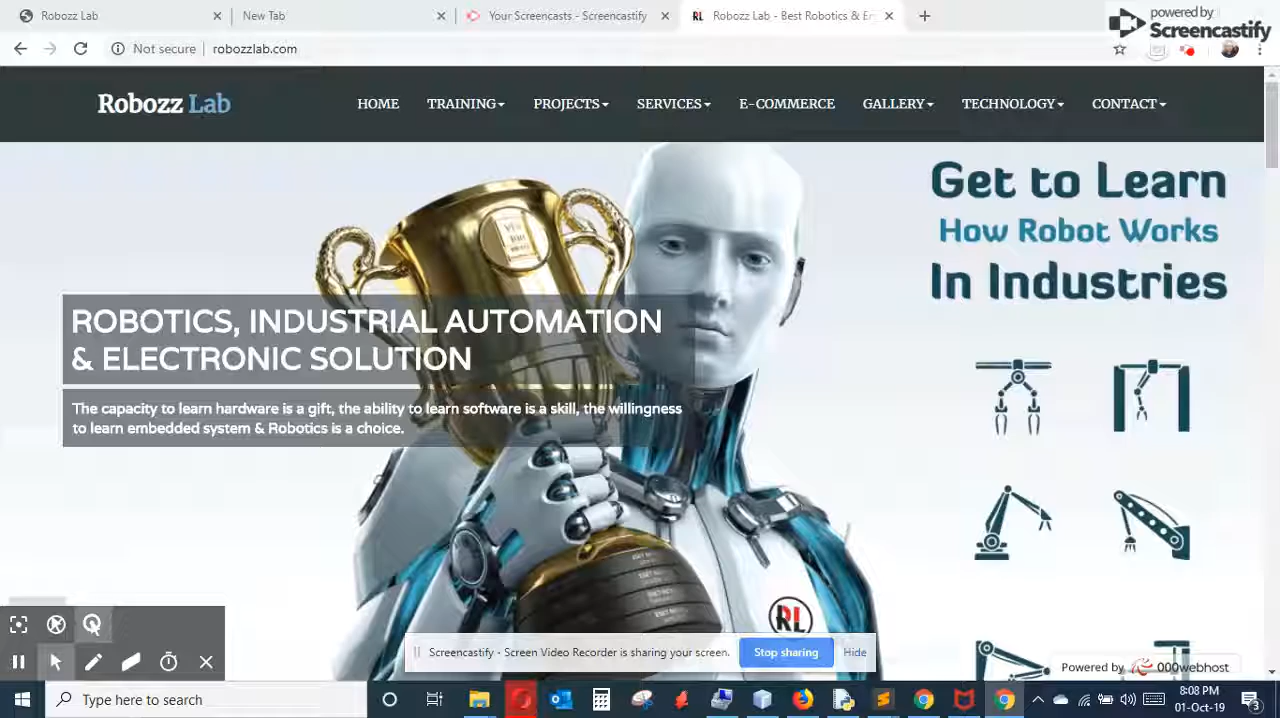 Robozz Lab
New Tab
Your Screencasts - Screencastify
RL Robozz Lab - Best Robotics & Er
powered by
Screencastify
Not secure
robozzlab.com
Robozz Lab
HOME
TRAINING
PROJECTS
SERVICES
E-COMMERCE
GALLERY
TECHNOLOGY
CONTACT
Get to Learn
How Robot Works
In Industries
ROBOTICS, INDUSTRIAL AUTOMATION
& ELECTRONIC SOLUTION
The capacity to learn hardware is a gift, the ability to learn software is a skill, the willingness
to learn embedded system & Robotics is a choice.
RL
Screencastify - Screen Video Recorder is sharing your screen.
Stop sharing
Hide
Powered by 000webhost
Type here to search
8:08 PM
01-Oct-19
3